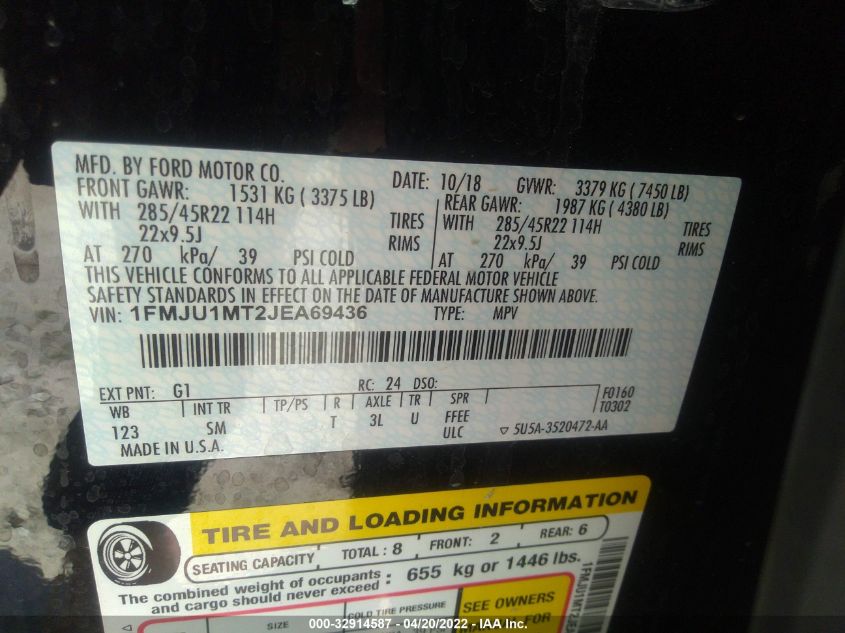 MFD. BY FORD MOTOR CO. DATE: 10/18 GVWR: 3379 KG ( 7450 LB)
FRONT GAWR: 1531 KG ( 3375 LB) REAR GAWR: 1987 KG ( 4380 LB)
WITH 285/45R22 114H TIRES WITH 285/45R22 114H TIRES
22x9.5J RIMS 22x9.5J RIMS
AT 270 kPa/ 39 PSI COLD AT 270 kPa/ 39 PSI COLD
THIS VEHICLE CONFORMS TO ALL APPLICABLE FEDERAL MOTOR VEHICLE
SAFETY STANDARDS IN EFFECT ON THE DATE OF MANUFACTURE SHOWN ABOVE.
VIN: 1FMJU1MT2JEA69436 TYPE: MPV
EXT PNT: G1 RC: 24 DSO: F0160
WB INT TR TP/PS R AXLE TR SPR T0302
123 SM T 3L U FFEE
ULC
MADE IN U.S.A. 5U5A-3520472-AA
TIRE AND LOADING INFORMATION
SEATING CAPACITY TOTAL : 8 FRONT: 2 REAR: 6
The combined weight of occupants and cargo should never exceed : 655 kg or 1446 lbs.
SIZE COLD TIRE PRESSURE SEE OWNERS
000-32914587 - 04/20/2022 - IAA Inc.